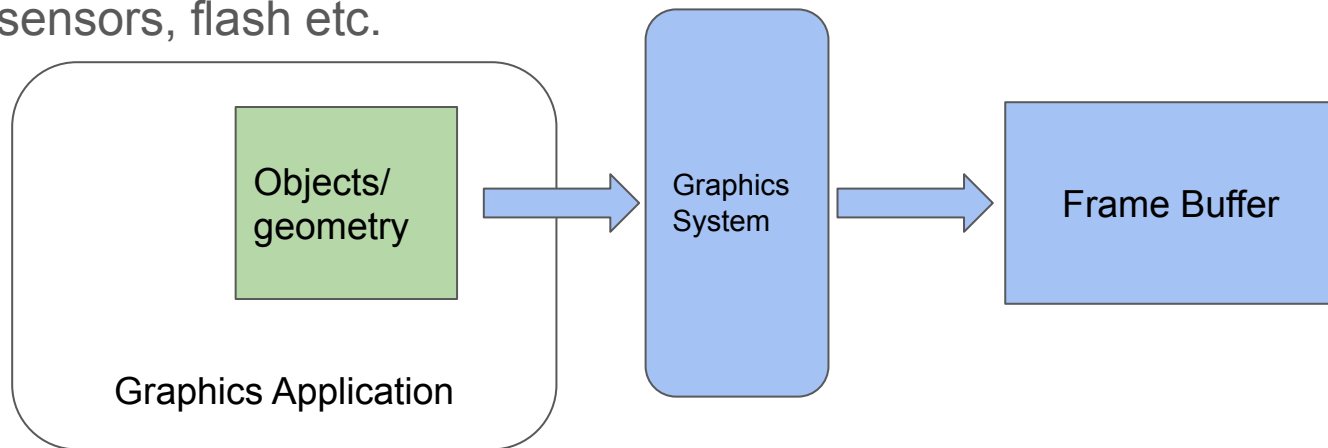 sensors, flash etc.
Objects/
geometry
Graphics Application
Graphics
System
Frame Buffer